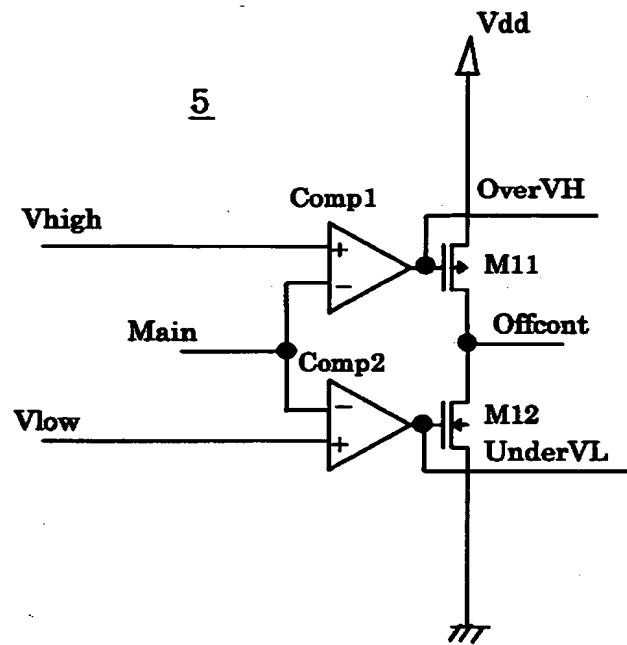 Vdd
5
OverVH
Comp1
Vhigh
+
M11
−
Offcont
Main
Comp2
−
M12
Vlow
+
UnderVL